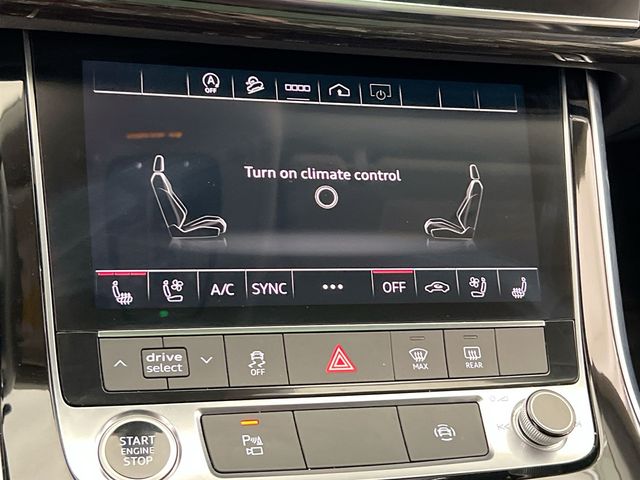 A
OFF
Turn on climate control
A/C
SYNC
•••
OFF
drive
select
OFF
MAX
REAR
START
ENGINE
STOP
P